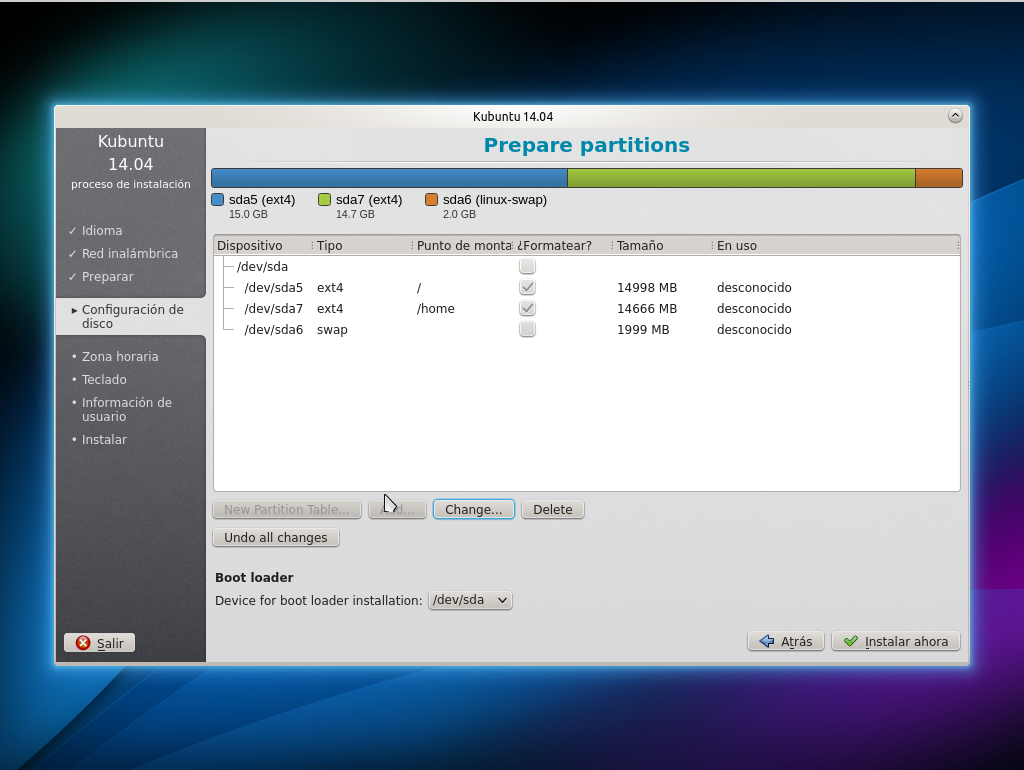 Kubuntu 14.04
Kubuntu
14.04
proceso de instalación
✓ Idioma
✓ Red inalámbrica
✓ Preparar
▸ Configuración de
disco
• Zona horaria
• Teclado
• Información de
usuario
• Instalar
Salir
Prepare partitions
sda5 (ext4) sda7 (ext4) sda6 (linux-swap)
15.0 GB 14.7 GB 2.0 GB
Dispositivo Tipo Punto de monta ¿Formatear? Tamaño En uso
/dev/sda
/dev/sda5 ext4 / 14998 MB desconocido
/dev/sda7 ext4 /home 14666 MB desconocido
/dev/sda6 swap 1999 MB desconocido
New Partition Table... Change... Delete
Undo all changes
Boot loader
Device for boot loader installation: /dev/sda
Atrás Instalar ahora